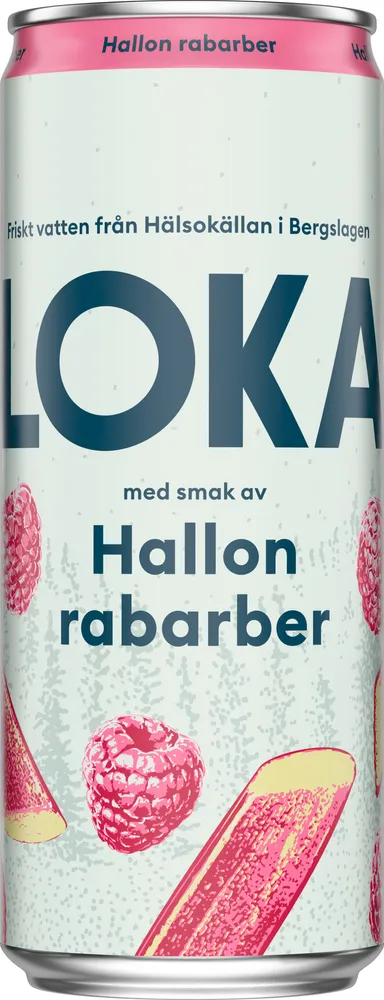 Hallon rabarber
Friskt vatten från Hälsokällan i Bergslagen
LOKA
med smak av
Hallon
rabarber